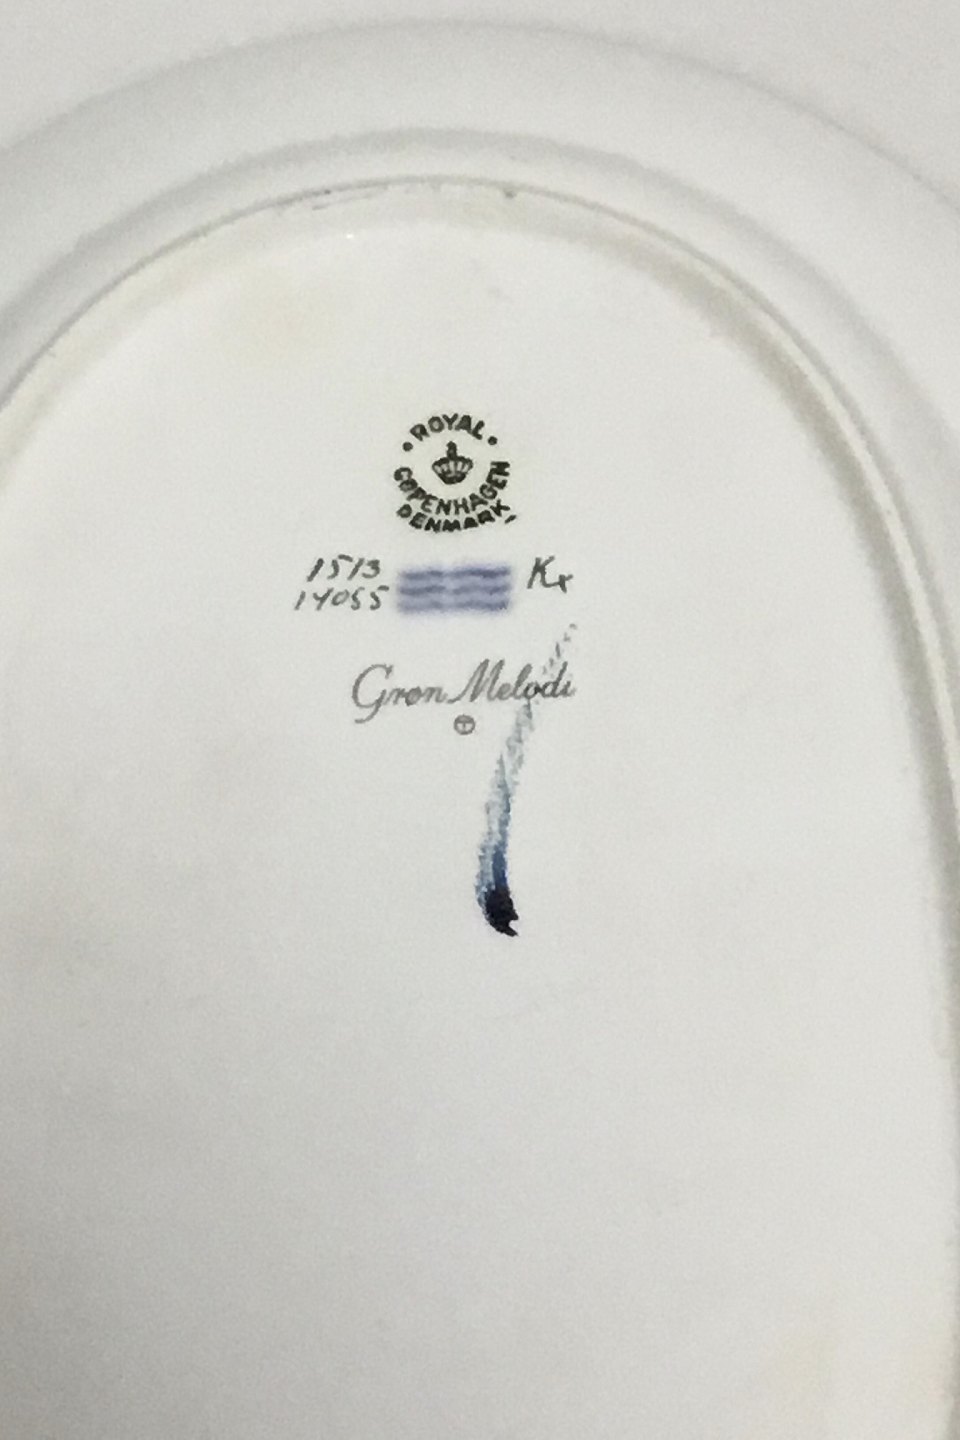 ROYAL
COPENHAGEN
DENMARK
1513
14055
Kx
Grøn Melodi